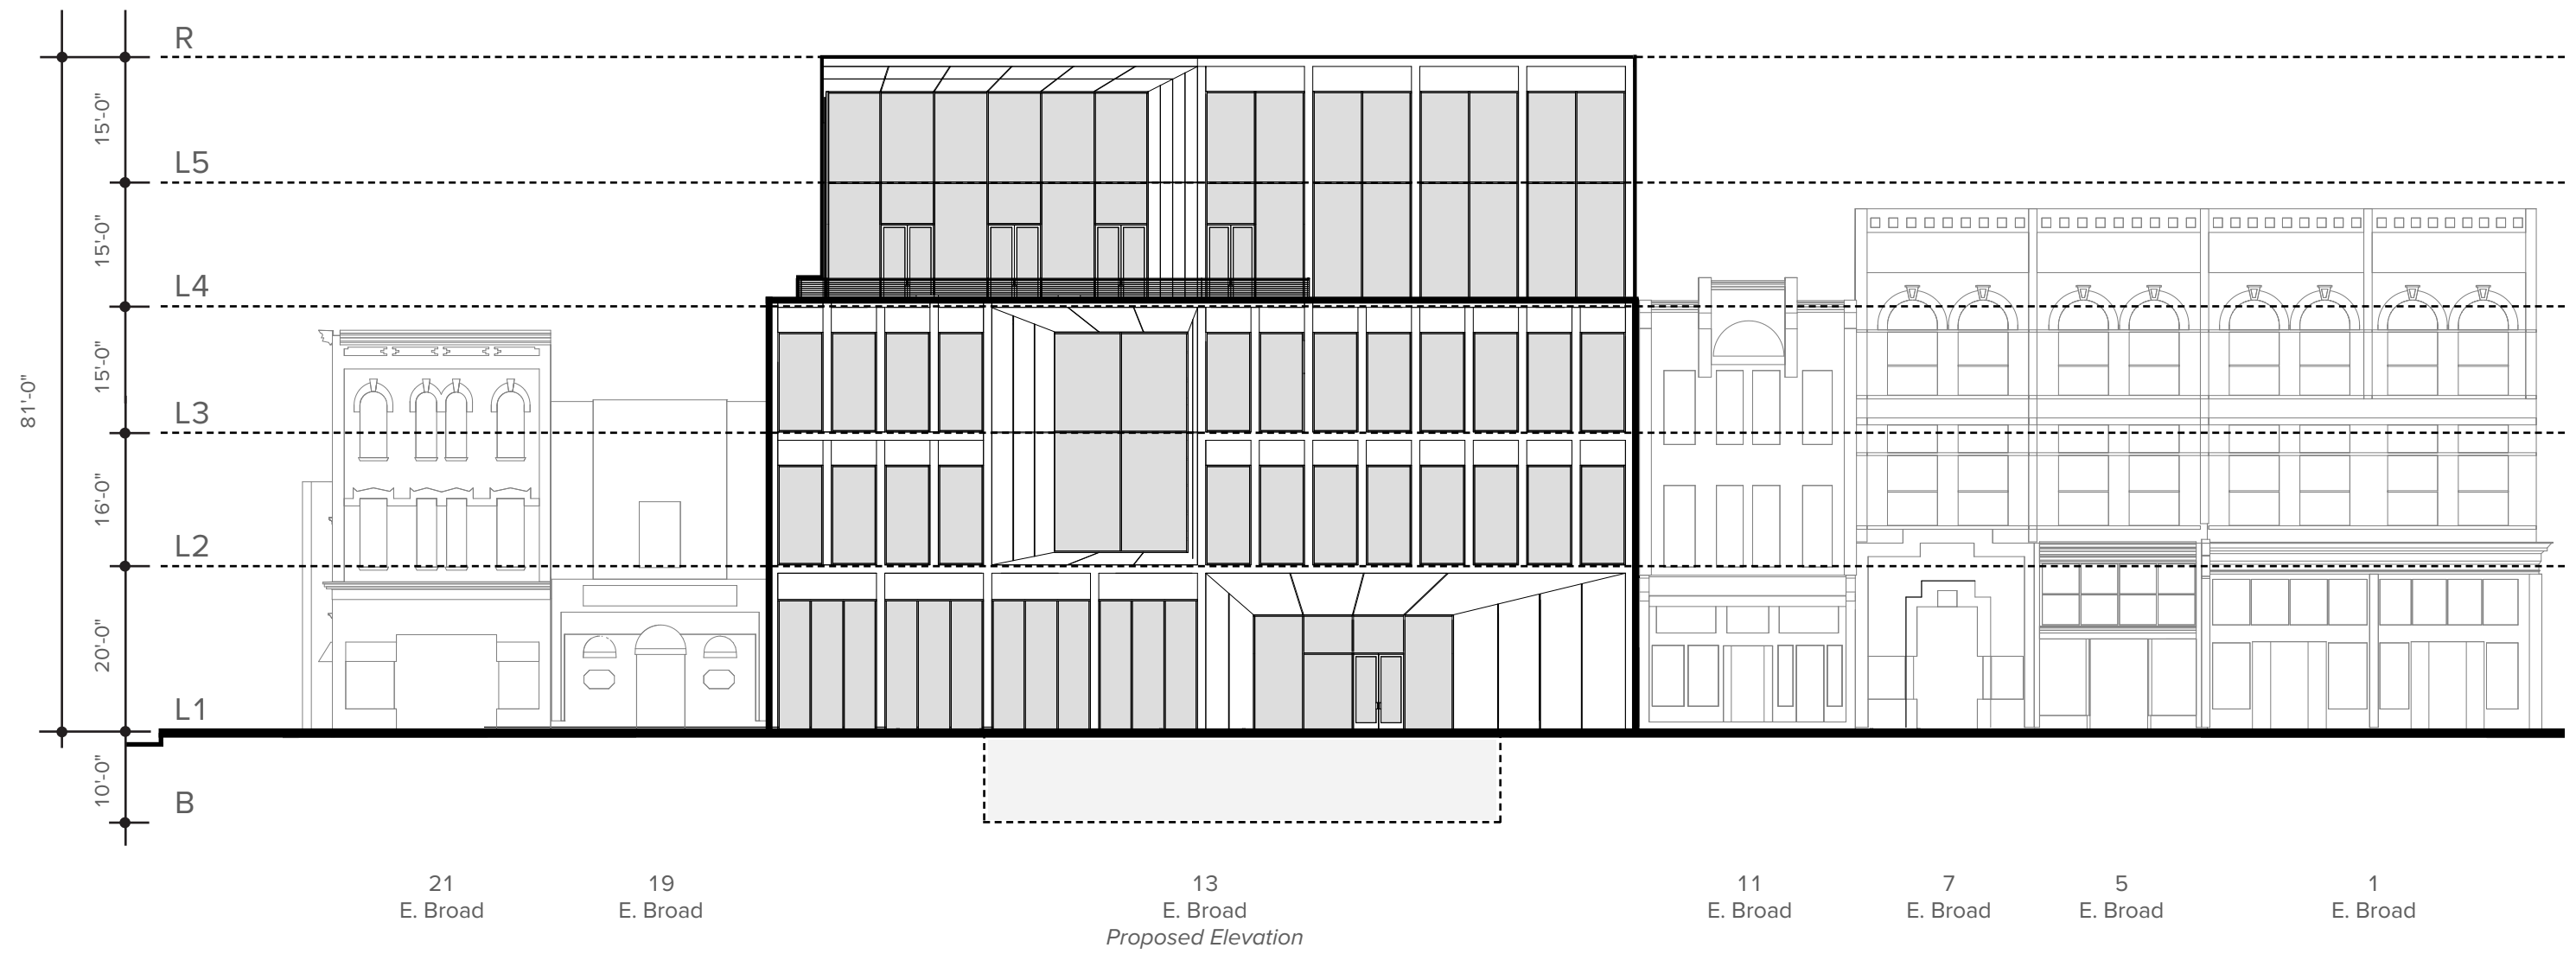 R
15'-0"
L5
15'-0"
L4
15'-0"
81'-0"
L3
16'-0"
L2
20'-0"
L1
10'-0"
B
21
E. Broad
19
E. Broad
13
E. Broad
Proposed Elevation
11
E. Broad
7
E. Broad
5
E. Broad
1
E. Broad